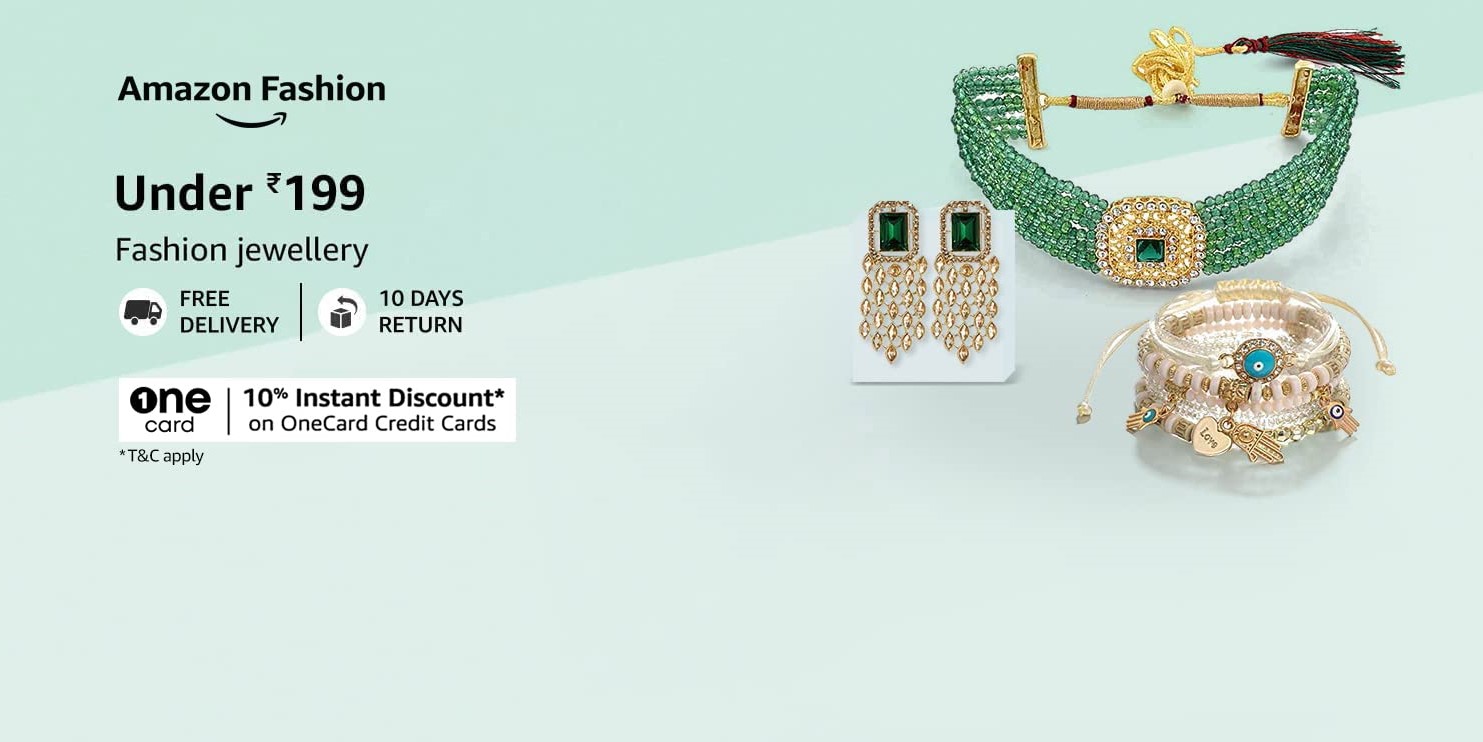 Amazon Fashion
Under ₹199
Fashion jewellery
FREE
DELIVERY
10 DAYS
RETURN
one
card
10% Instant Discount*
on OneCard Credit Cards
*T&C apply
Love